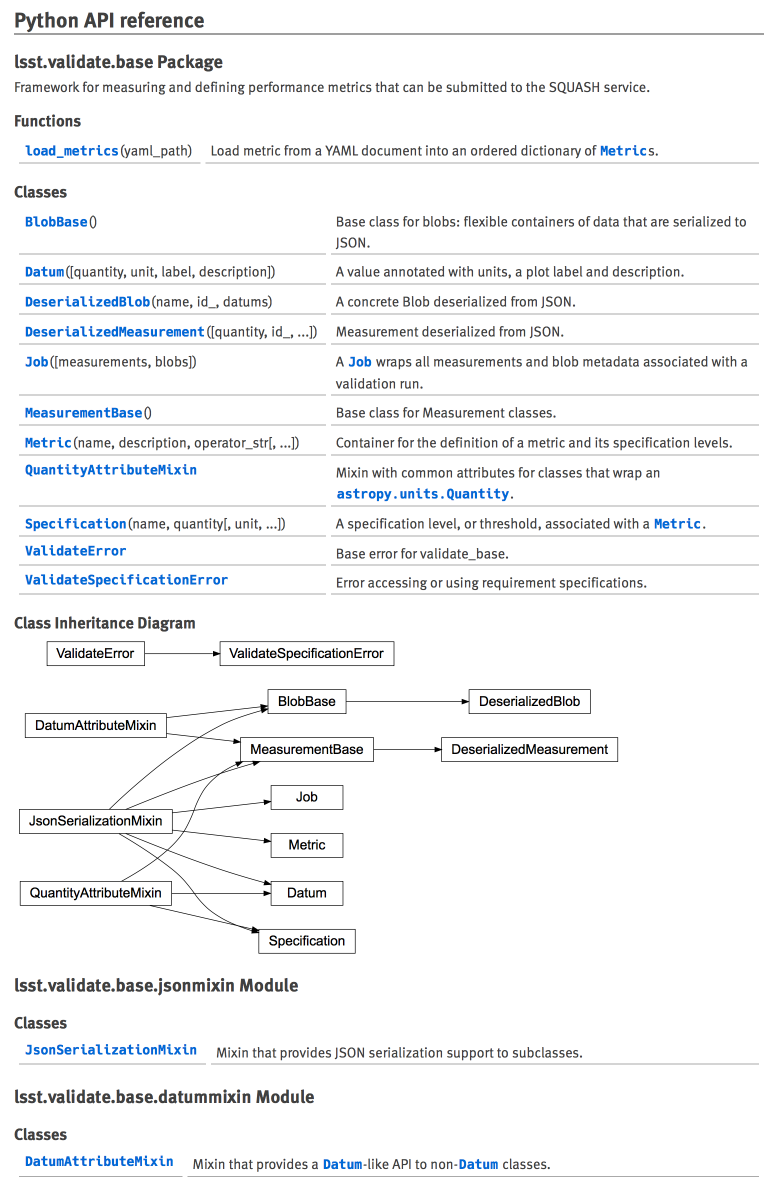 Python API reference
lsst.validate.base Package
Framework for measuring and defining performance metrics that can be submitted to the SQUASH service.
Functions
load_metrics(yaml_path) Load metric from a YAML document into an ordered dictionary of Metrics.
Classes
BlobBase() Base class for blobs: flexible containers of data that are serialized to
JSON.
Datum([quantity, unit, label, description]) A value annotated with units, a plot label and description.
DeserializedBlob(name, id_, datums) A concrete Blob deserialized from JSON.
DeserializedMeasurement([quantity, id_, ...]) Measurement deserialized from JSON.
Job([measurements, blobs]) A Job wraps all measurements and blob metadata associated with a
validation run.
MeasurementBase() Base class for Measurement classes.
Metric(name, description, operator_str[, ...]) Container for the definition of a metric and its specification levels.
QuantityAttributeMixin Mixin with common attributes for classes that wrap an
astropy.units.Quantity.
Specification(name, quantity[, unit, ...]) A specification level, or threshold, associated with a Metric.
ValidateError Base error for validate_base.
ValidateSpecificationError Error accessing or using requirement specifications.
Class Inheritance Diagram
ValidateError ValidateSpecificationError
BlobBase DeserializedBlob
DatumAttributeMixin
MeasurementBase DeserializedMeasurement
Job
JsonSerializationMixin
Metric
QuantityAttributeMixin Datum
Specification
lsst.validate.base.jsonmixin Module
Classes
JsonSerializationMixin Mixin that provides JSON serialization support to subclasses.
lsst.validate.base.datummixin Module
Classes
DatumAttributeMixin Mixin that provides a Datum-like API to non-Datum classes.